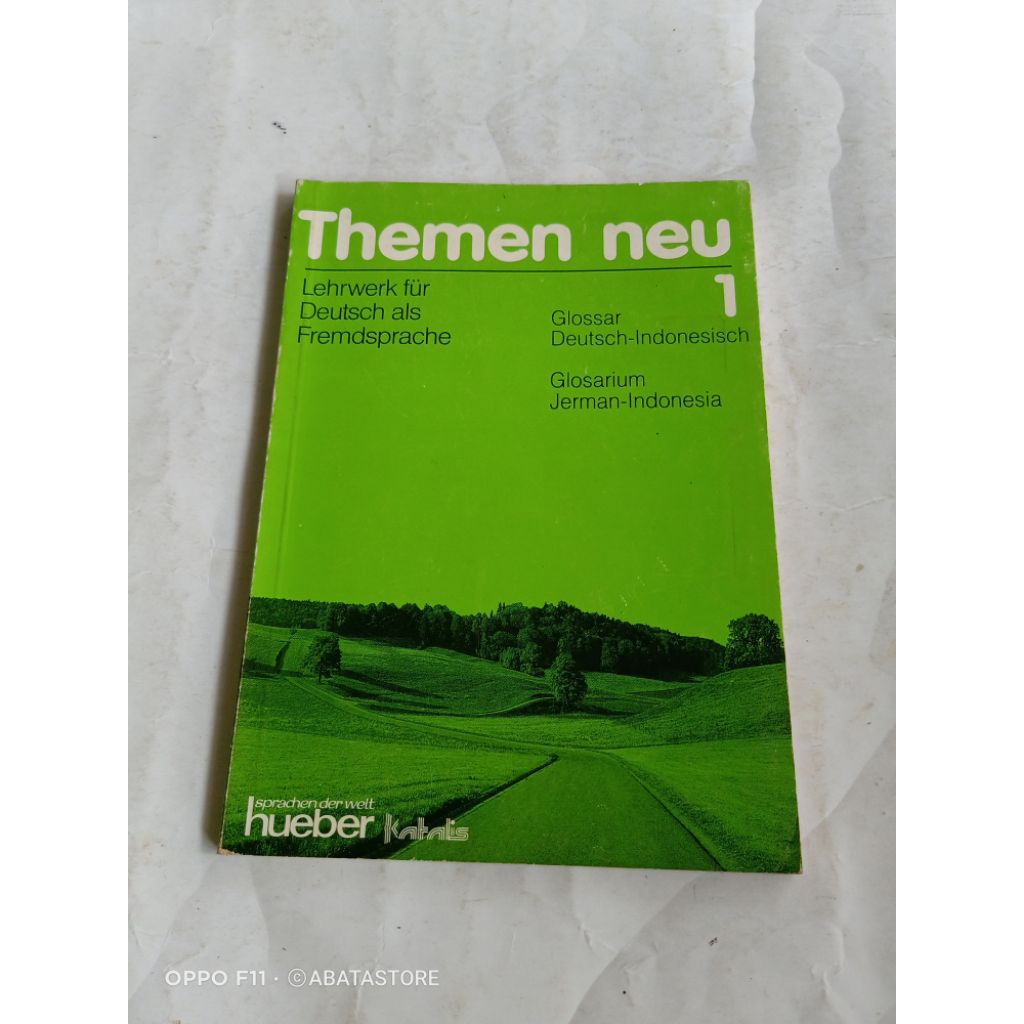 Themen neu
1
Lehrwerk für
Deutsch als
Fremdsprache
Glossar
Deutsch-Indonesisch
Glosarium
Jerman-Indonesia
sprachen der welt
hueber
Katalis
OPPO F11 · ©ABATASTORE